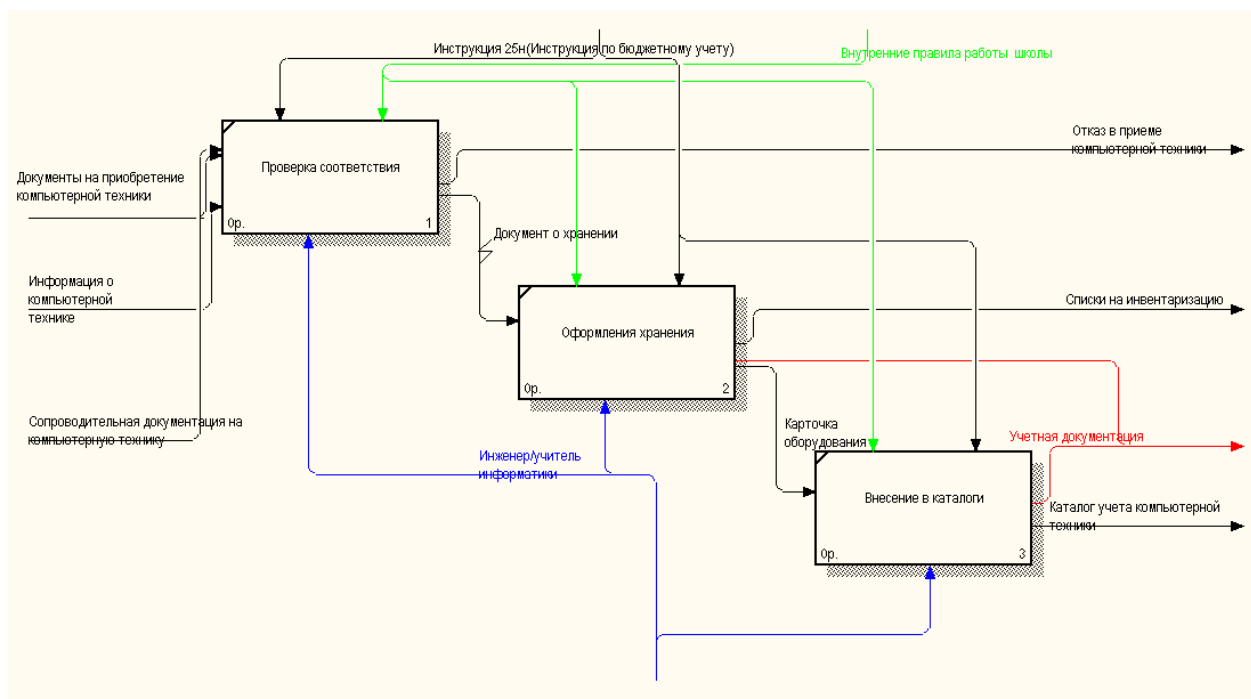 Инструкция 25н(Инструкция по бюджетному учету)
Внутренние правила работы школы
Отказ в приеме
компьютерной техники
Проверка соответствия
0р.
1
Документы на приобретение
компьютерной техники
Документ о хранении
Информация о
компьютерной
технике
Списки на инвентаризацию
Оформления хранения
0р.
2
Сопроводительная документация на
компьютерную технику
Карточка
оборудования
Учетная документация
Инженер/учитель
информатики
Внесение в каталоги
0р.
3
Каталог учета компьютерной
техники